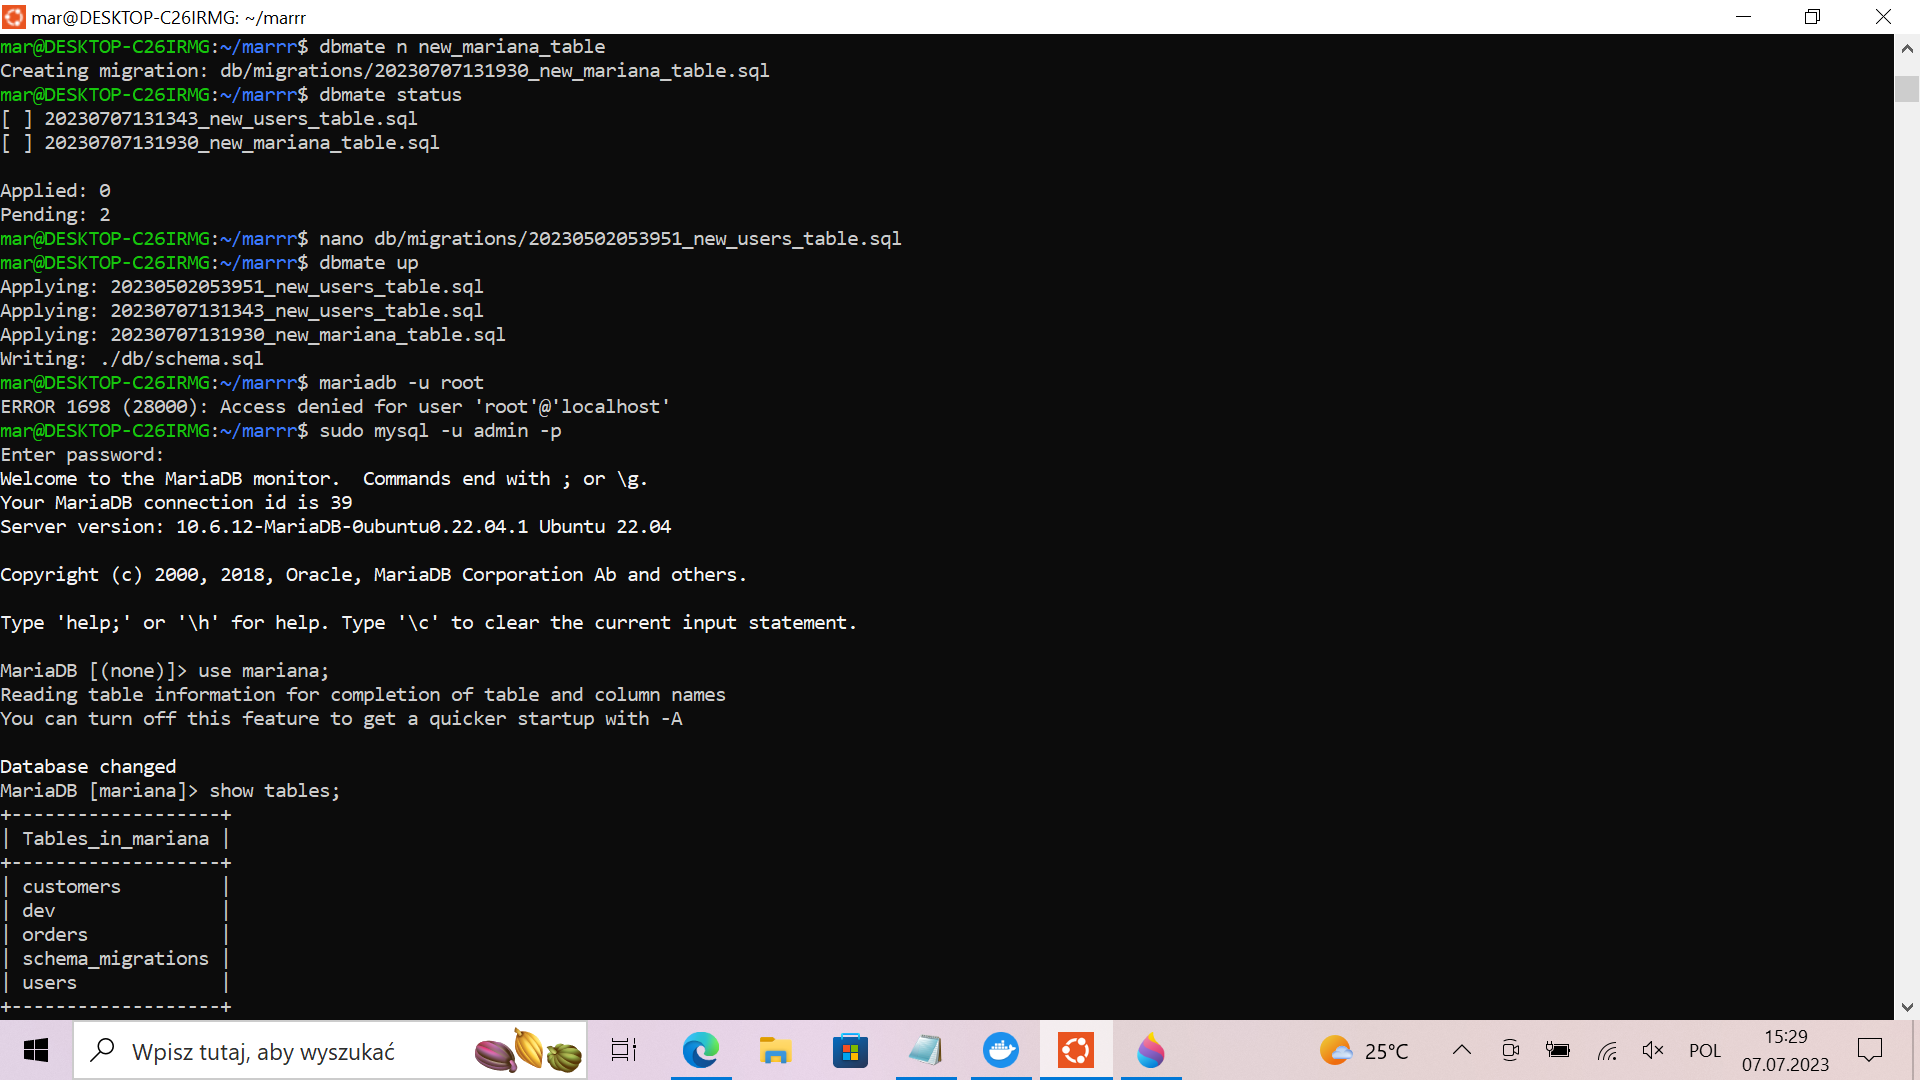 mar@DESKTOP-C26IRMG: ~/marrr
mar@DESKTOP-C26IRMG:~/marrr$ dbmate n new_mariana_table
Creating migration: db/migrations/20230707131930_new_mariana_table.sql
mar@DESKTOP-C26IRMG:~/marrr$ dbmate status
[ ] 20230707131343_new_users_table.sql
[ ] 20230707131930_new_mariana_table.sql

Applied: 0
Pending: 2
mar@DESKTOP-C26IRMG:~/marrr$ nano db/migrations/20230502053951_new_users_table.sql
mar@DESKTOP-C26IRMG:~/marrr$ dbmate up
Applying: 20230502053951_new_users_table.sql
Applying: 20230707131343_new_users_table.sql
Applying: 20230707131930_new_mariana_table.sql
Writing: ./db/schema.sql
mar@DESKTOP-C26IRMG:~/marrr$ mariadb -u root
ERROR 1698 (28000): Access denied for user 'root'@'localhost'
mar@DESKTOP-C26IRMG:~/marrr$ sudo mysql -u admin -p
Enter password:
Welcome to the MariaDB monitor.  Commands end with ; or \g.
Your MariaDB connection id is 39
Server version: 10.6.12-MariaDB-0ubuntu0.22.04.1 Ubuntu 22.04

Copyright (c) 2000, 2018, Oracle, MariaDB Corporation Ab and others.

Type 'help;' or '\h' for help. Type '\c' to clear the current input statement.

MariaDB [(none)]> use mariana;
Reading table information for completion of table and column names
You can turn off this feature to get a quicker startup with -A

Database changed
MariaDB [mariana]> show tables;
+-------------------+
| Tables_in_mariana |
+-------------------+
| customers         |
| dev               |
| orders            |
| schema_migrations |
| users             |
+-------------------+
Wpisz tutaj, aby wyszukać
25°C
POL
15:29
07.07.2023